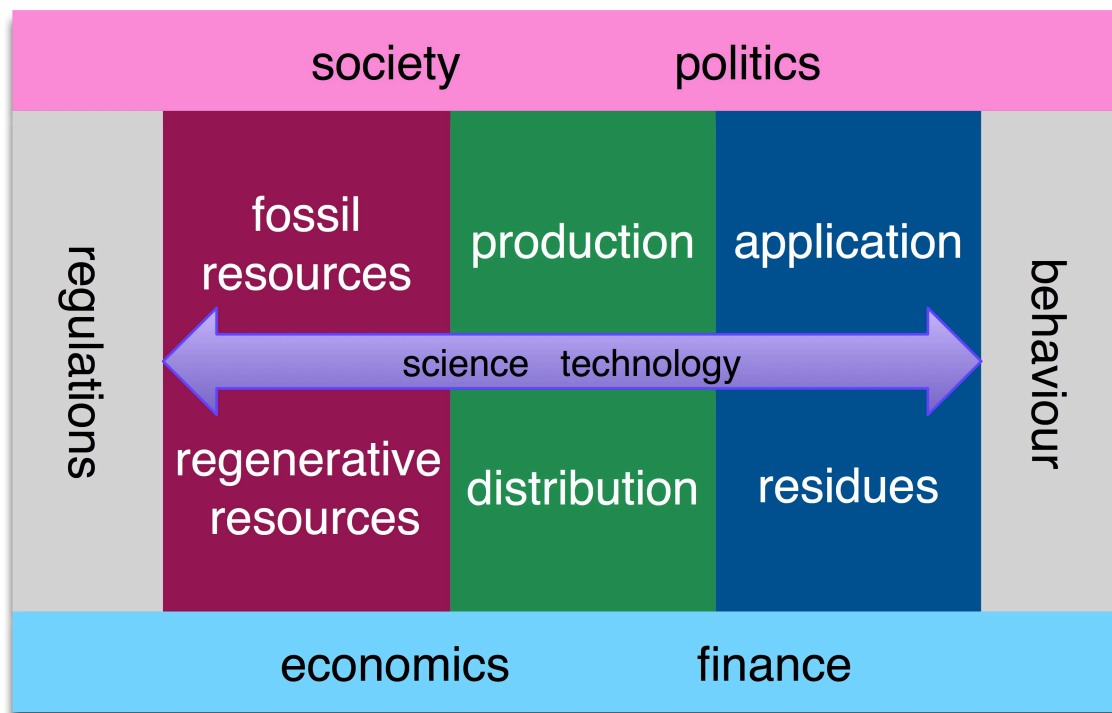 society politics
regulations
fossil
resources
production
application
behaviour
science technology
regenerative
resources
distribution
residues
economics finance